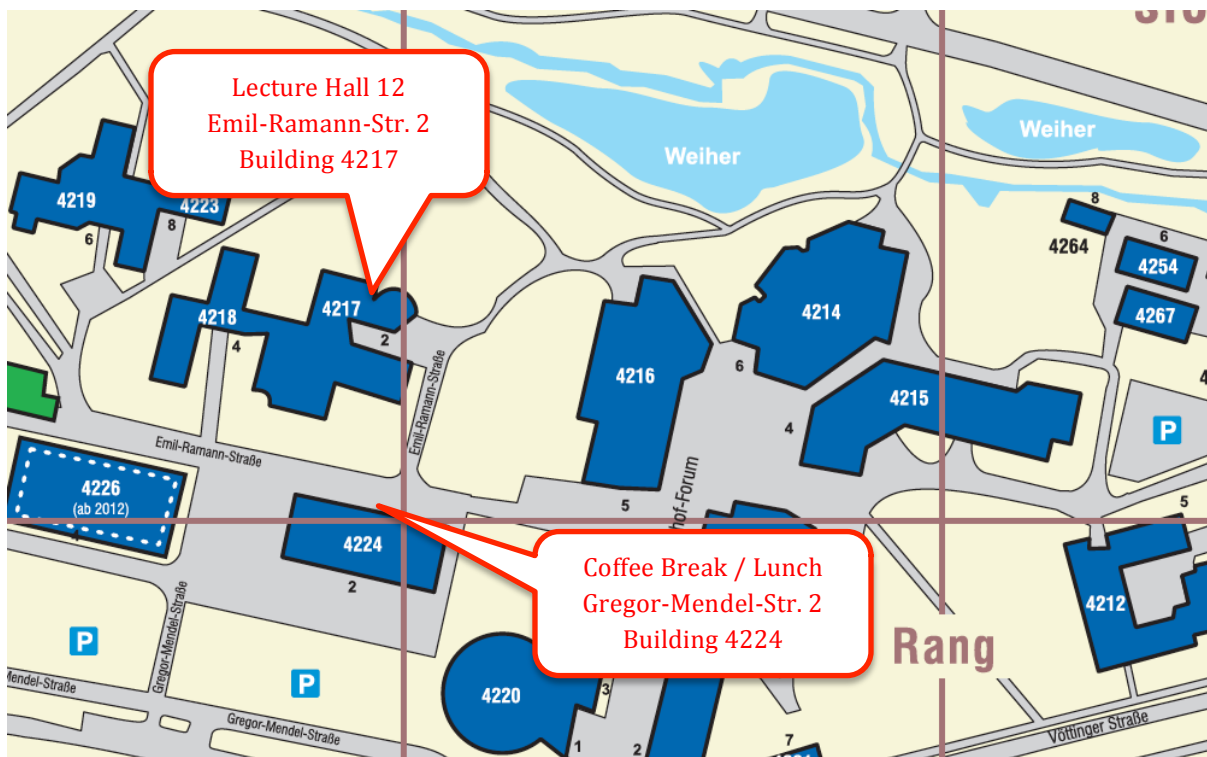 Lecture Hall 12
Emil-Ramann-Str. 2
Building 4217
Weiher
Weiher
4219
4223
6
8
8
4264
6
4254
4267
4217
4218
4
2
4214
4216
6
4215
4
P
Emil-Ramann-Straße
Emil-Ramann-Straße
4226
(ab 2012)
5
hof-Forum
5
4224
2
Coffee Break / Lunch
Gregor-Mendel-Str. 2
Building 4224
4212
Rang
P
P
Gregor-Mendel-Straße
Mendel-Straße
Gregor-Mendel-Straße
4220
3
1
2
7
Vöttinger Straße